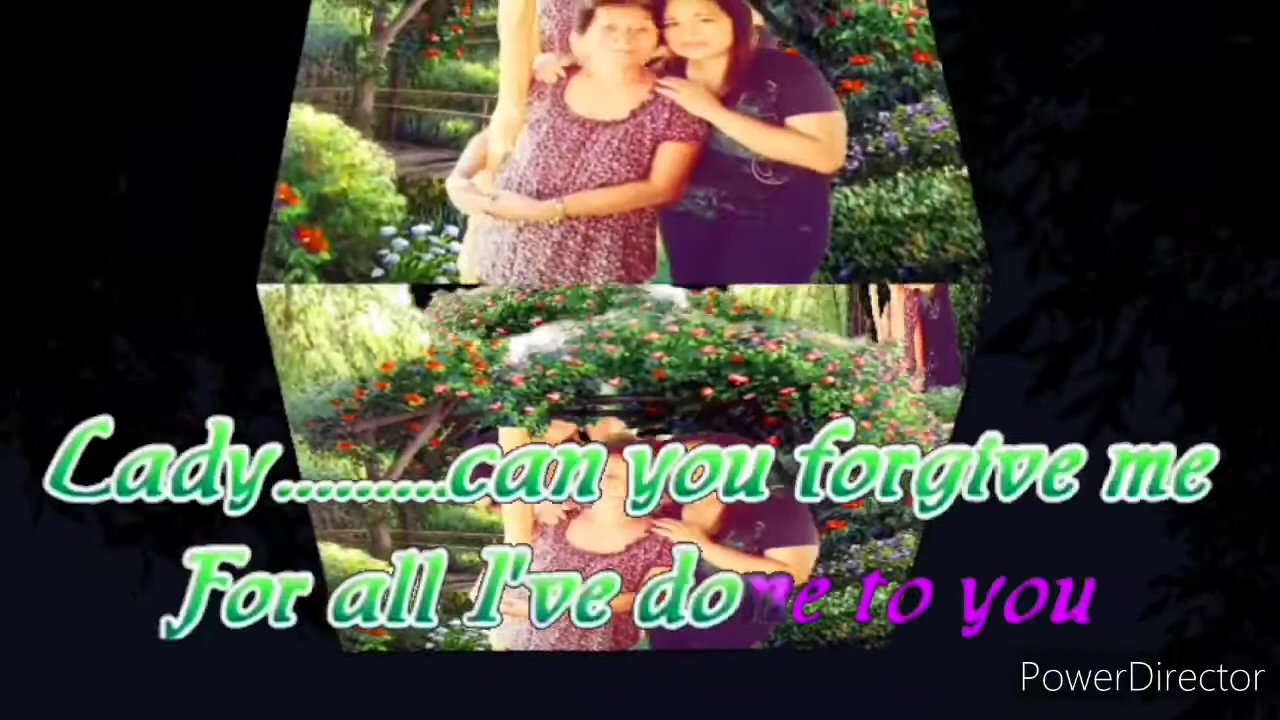 Lady.........can you forgive me
For all I've done to you
PowerDirector